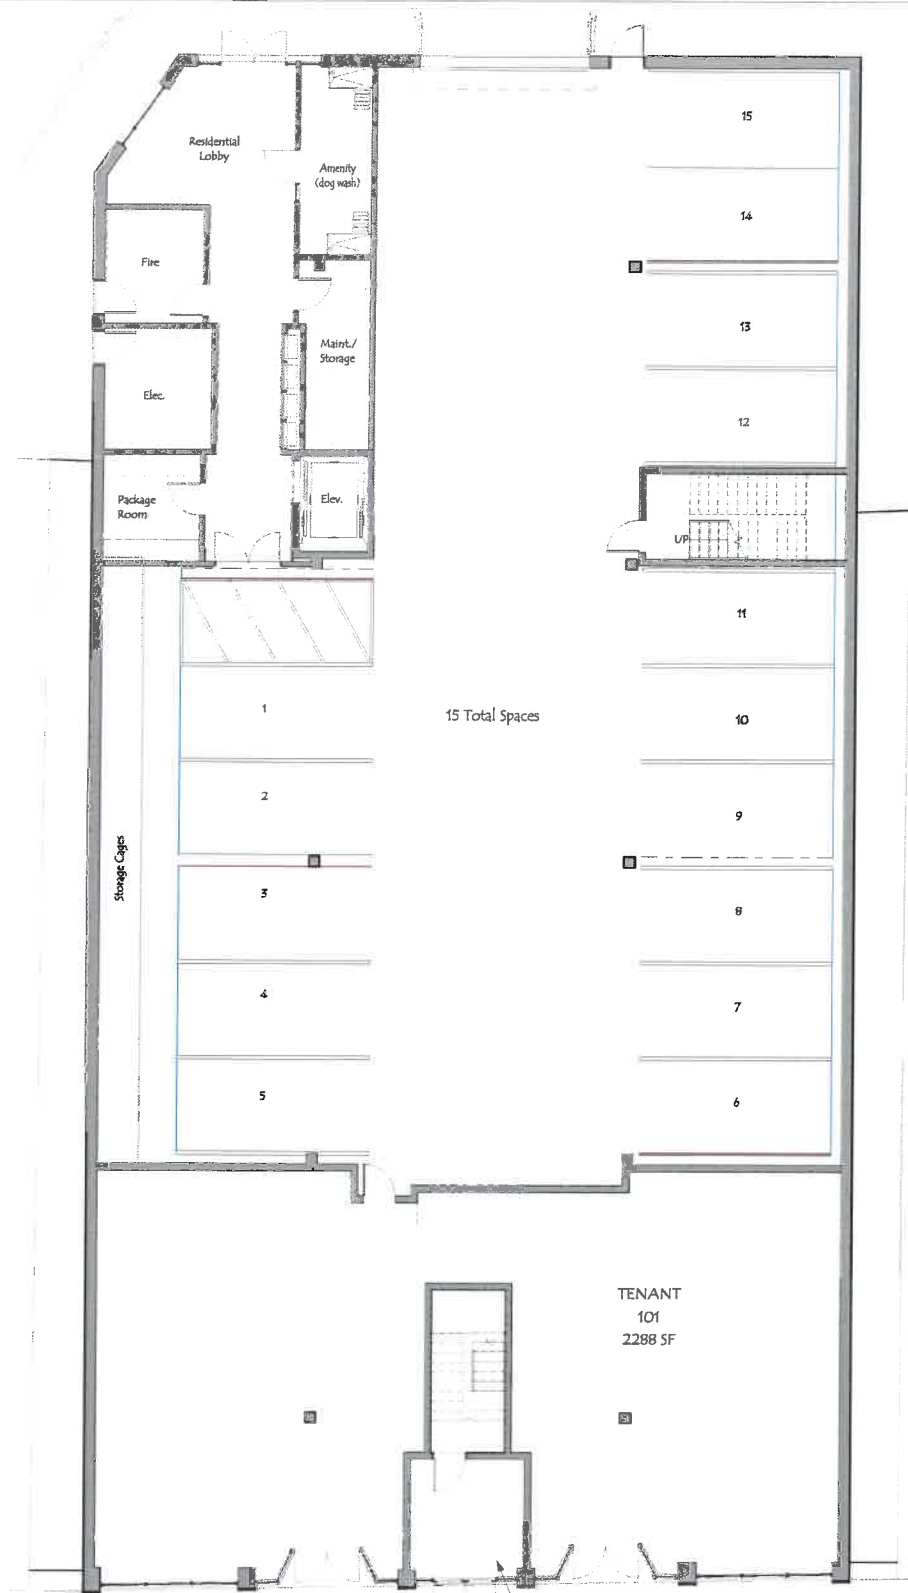 15
Residential
Lobby
Amenity
(dog wash)
14
Fire
13
Maint./
Storage
Elec.
12
Package
Room
Elev.
UP
11
1
15 Total Spaces
10
2
9
Storage Cages
3
8
4
7
5
6
TENANT
101
2288 SF